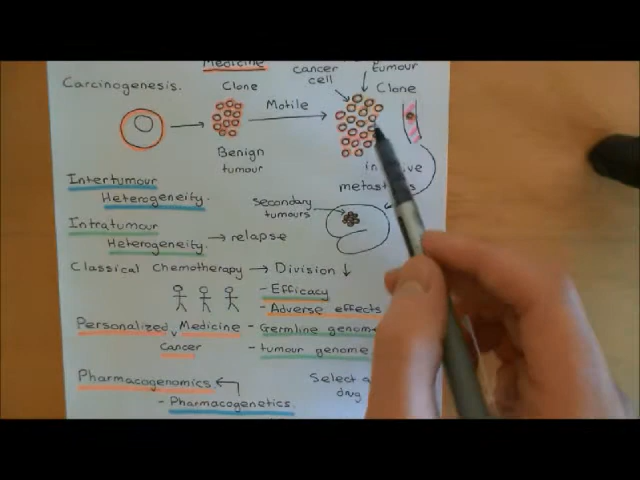 Medicine
cancer
cell
tumour
Carcinogenesis.
Clone
Clone
Motile
Benign
tumour
Intertumour
Heterogeneity.
secondary
tumours
Intratumour
Heterogeneity. → relapse
Classical Chemotherapy → Division ↓
- Efficacy
- Adverse effects
Personalized Medicine
Cancer
- Germline genome
- tumour genome
Pharmacogenomics
Select a
drug
- Pharmacogenetics.